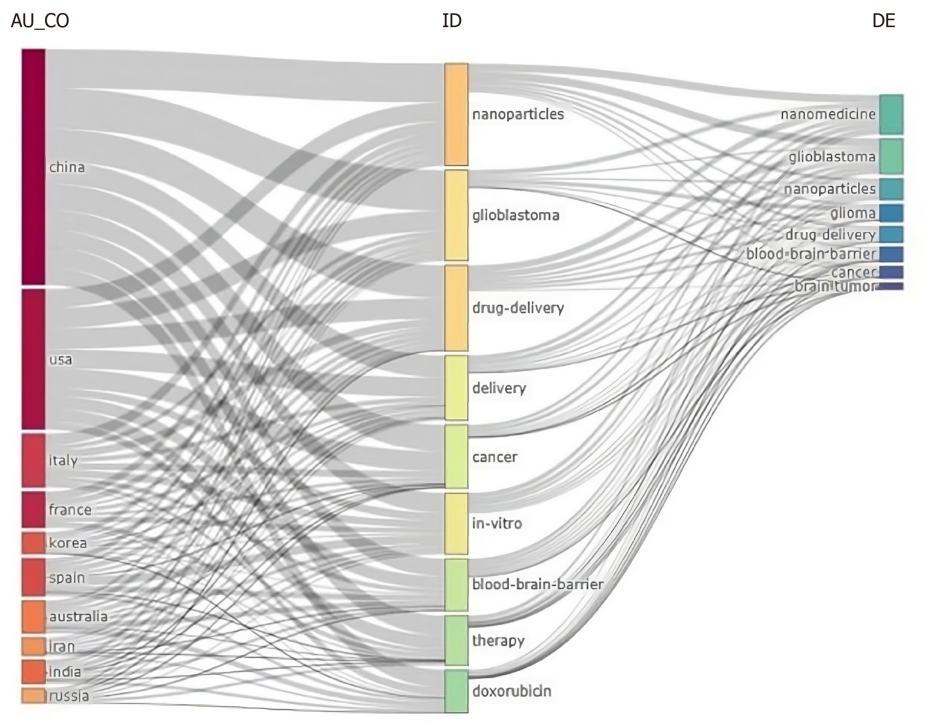 AU_CO ID DE
china
usa
italy
france
korea
spain
australia
iran
india
russia
nanoparticles
glioblastoma
drug-delivery
delivery
cancer
in-vitro
blood-brain-barrier
therapy
doxorubicin
nanomedicine
glioblastoma
nanoparticles
glioma
drug delivery
blood-brain-barrier
cancer
brain tumor